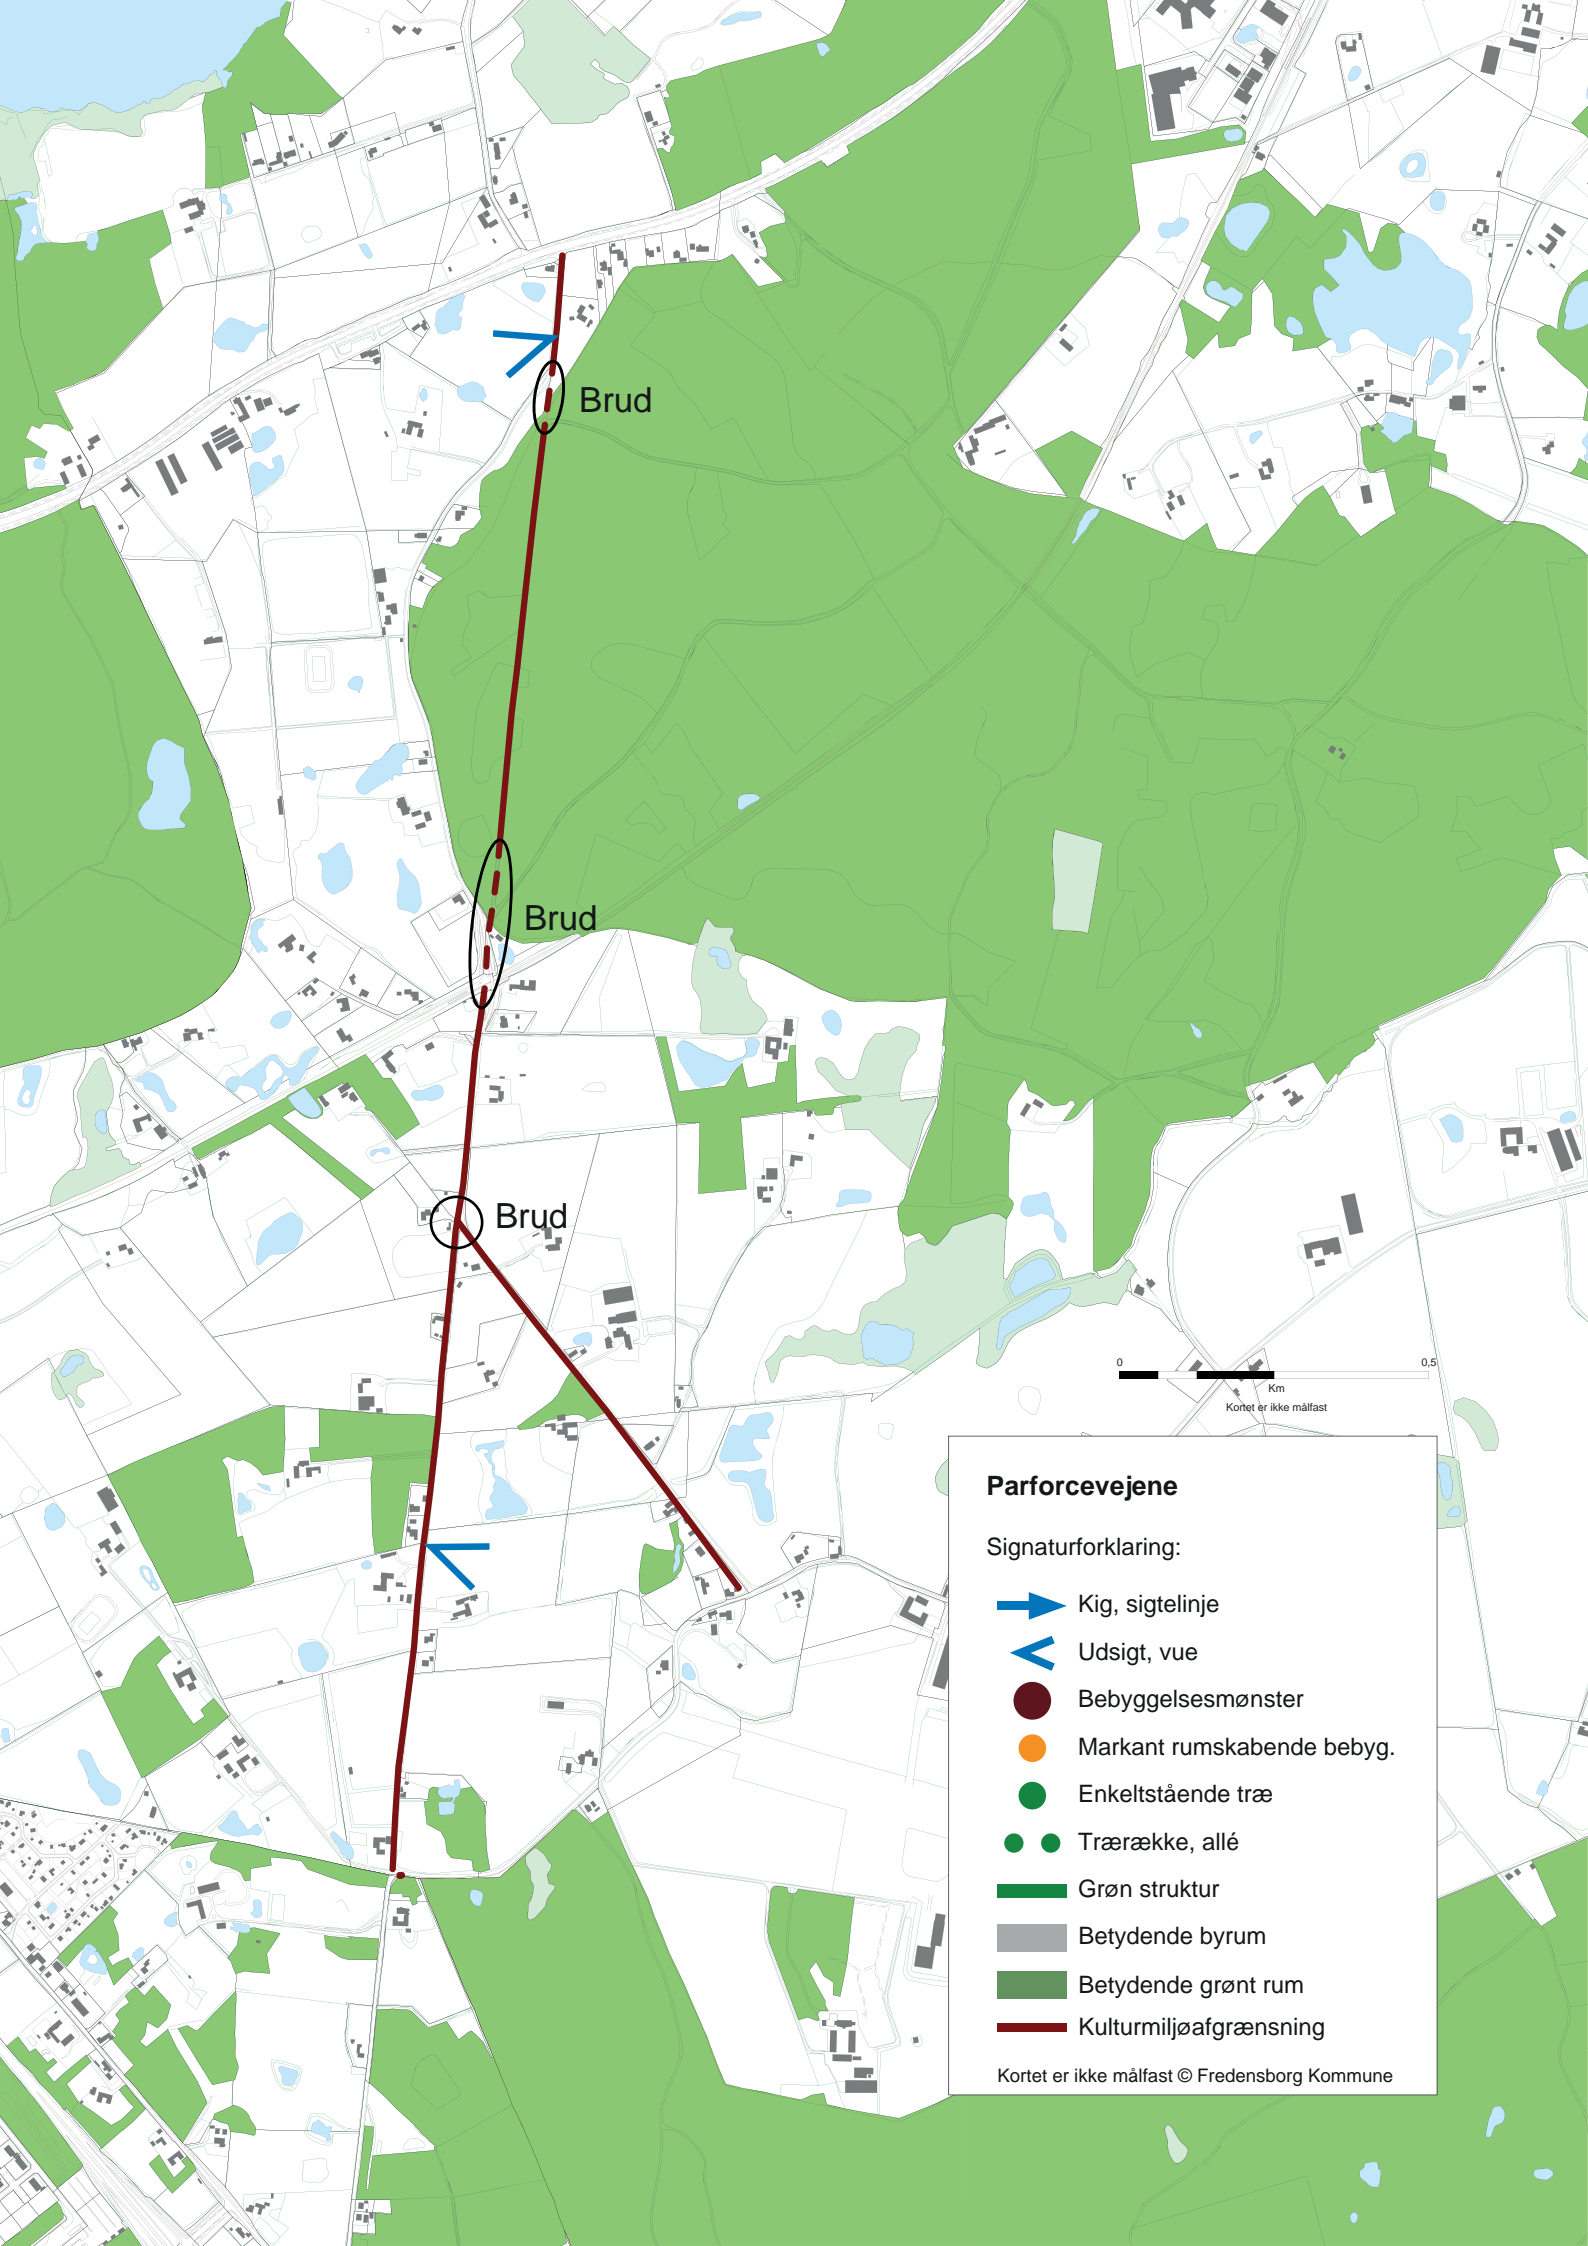 Brud
Brud
Brud
0 0,5
Km
Kortet er ikke målfast
Parforcevejene
Signaturforklaring:
Kig, sigtelinje
Udsigt, vue
Bebyggelsesmønster
Markant rumskabende bebyg.
Enkeltstående træ
Trærække, allé
Grøn struktur
Betydende byrum
Betydende grønt rum
Kulturmiljøafgrænsning
Kortet er ikke målfast © Fredensborg Kommune